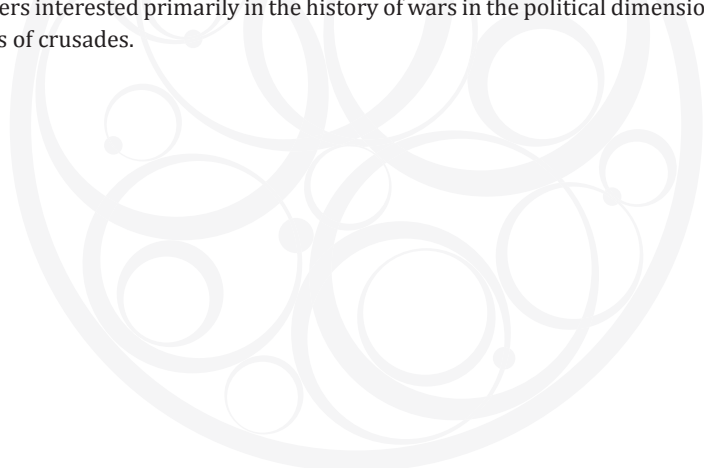 ers interested primarily in the history of wars in the political dimensio
s of crusades.